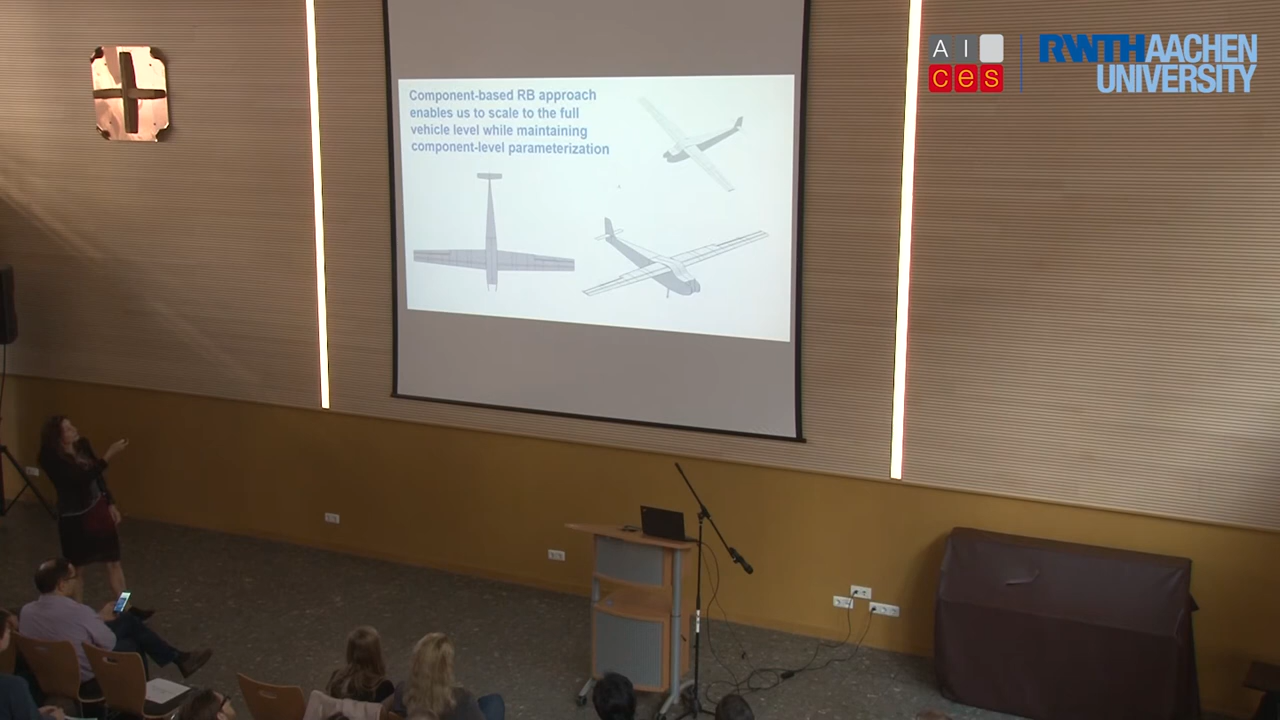 Component-based RB approach
enables us to scale to the full
vehicle level while maintaining
component-level parameterization
AI
ces
RWTHAACHEN
UNIVERSITY